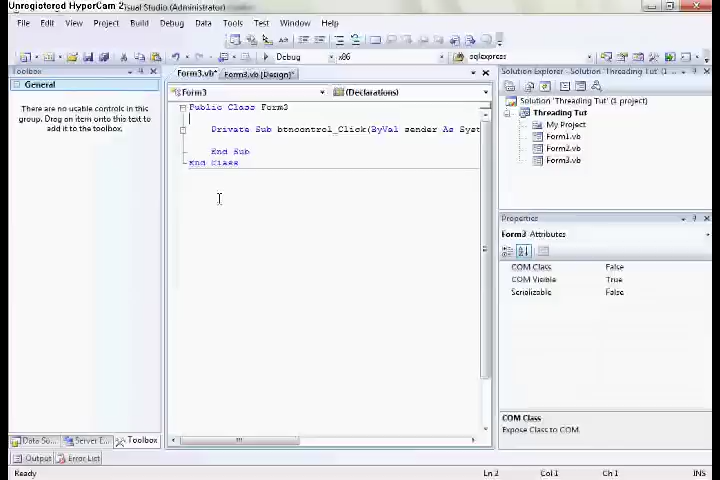 Unregistered HyperCam 2
isual Studio (Administrator)
File Edit View Project Build Debug Data Tools Test Window Help
Debug x86 sqlexpress
Toolbox
General
There are no usable controls in this
group. Drag an item onto this text to
add it to the toolbox.
Data So... Server E... Toolbox
Form3.vb* Form3.vb [Design]*
Form3 (Declarations)
Public Class Form3
Private Sub btncontrol_Click(ByVal sender As Syst
End Sub
End Class
Solution Explorer - Solution 'Threading Tut' (1 ...
Solution 'Threading Tut' (1 project)
Threading Tut
My Project
Form1.vb
Form2.vb
Form3.vb
Properties
Form3 Attributes
COM Class False
COM Visible True
Serializable False
COM Class
Expose Class to COM.
Output Error List
Ready Ln 2 Col 1 Ch 1 INS